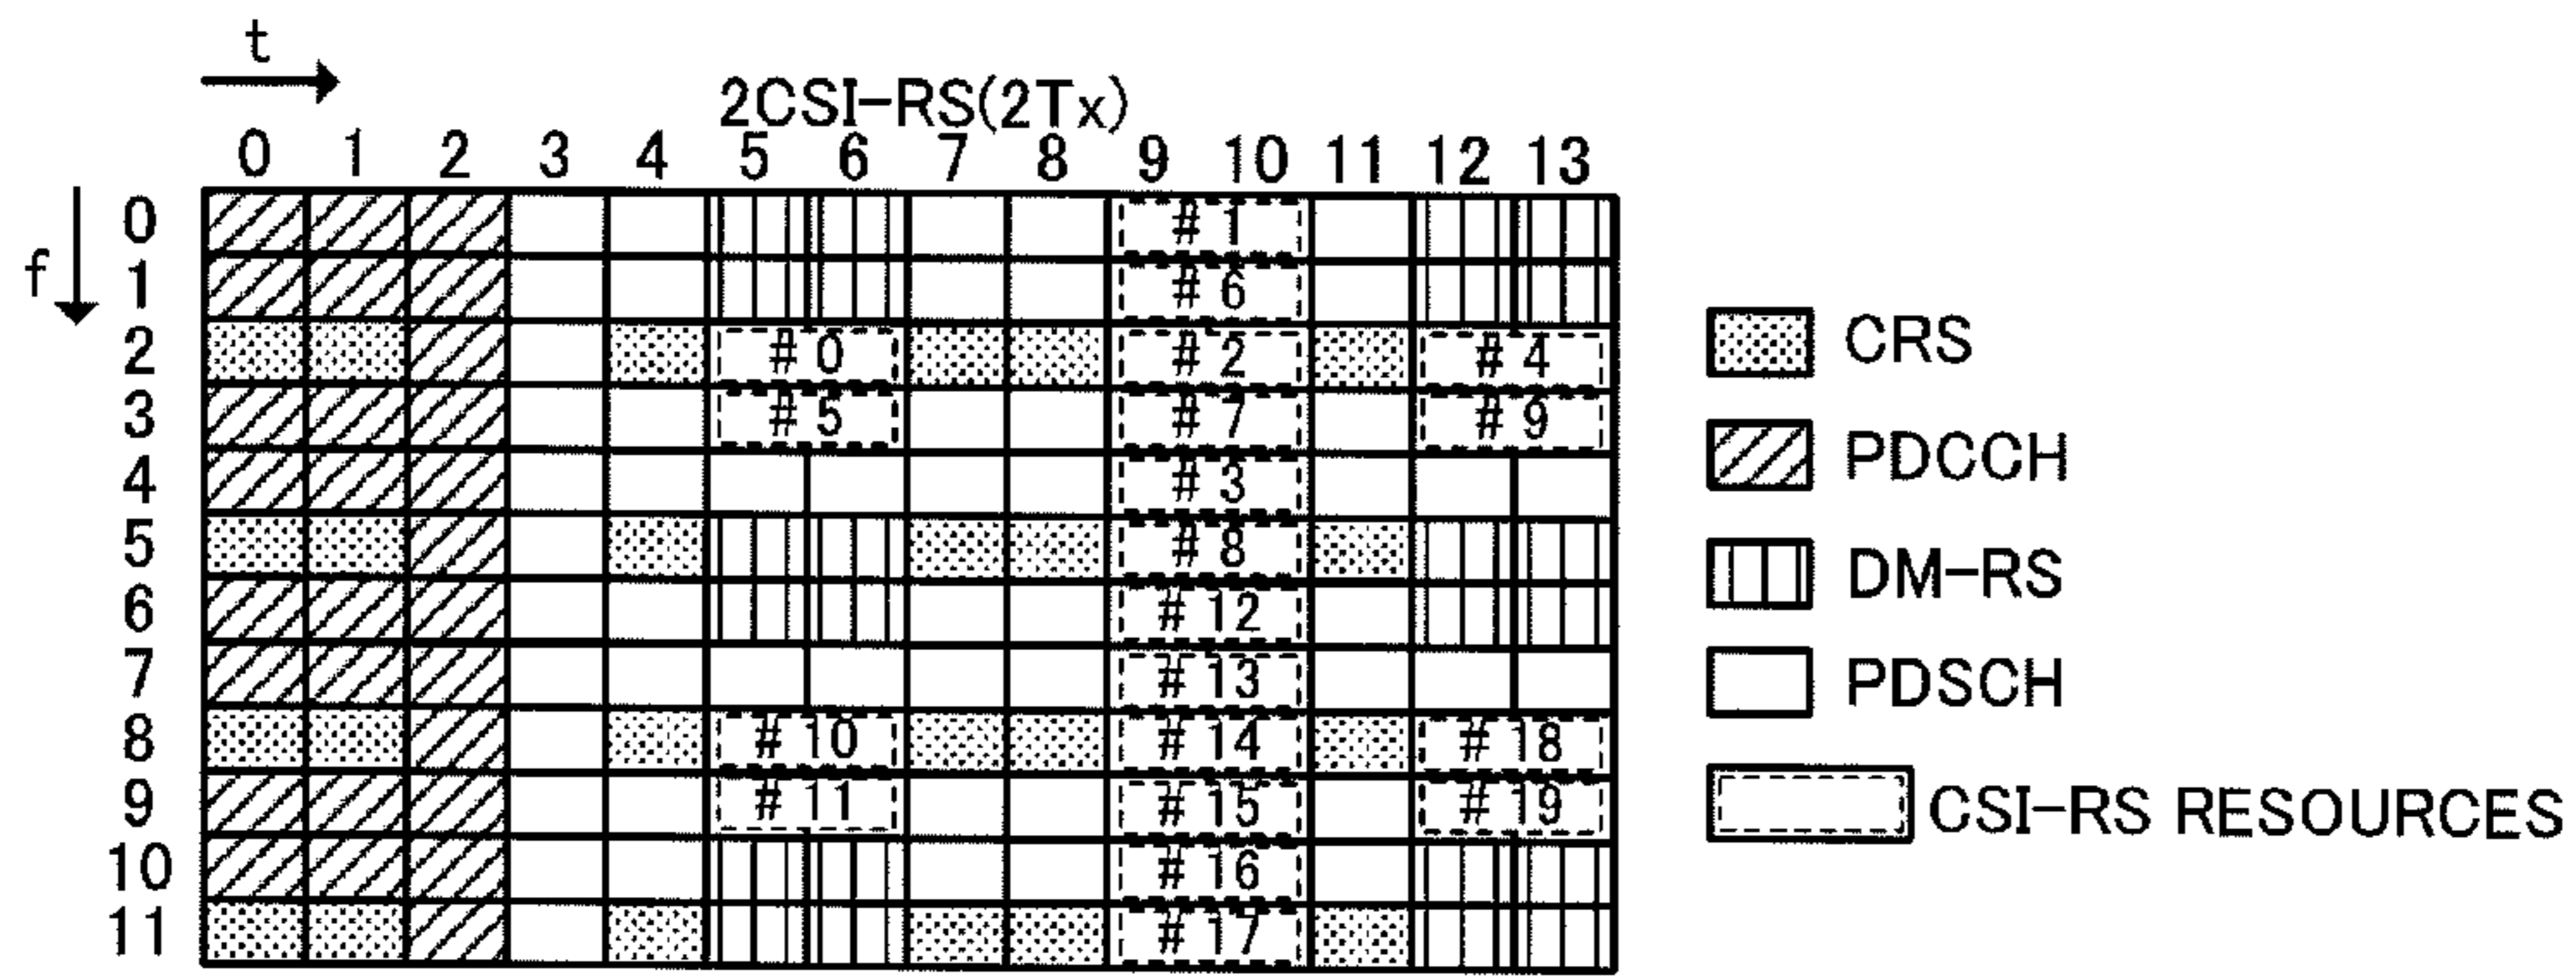 t
2CSI-RS(2Tx)
0 1 2 3 4 5 6 7 8 9 10 11 12 13
f
0 #1
1 #6
2 #0 #2 #4
3 #5 #7 #9
4 #3
5 #8
6 #12
7 #13
8 #10 #14 #18
9 #11 #15 #19
10 #16
11 #17
CRS
PDCCH
DM-RS
PDSCH
CSI-RS RESOURCES